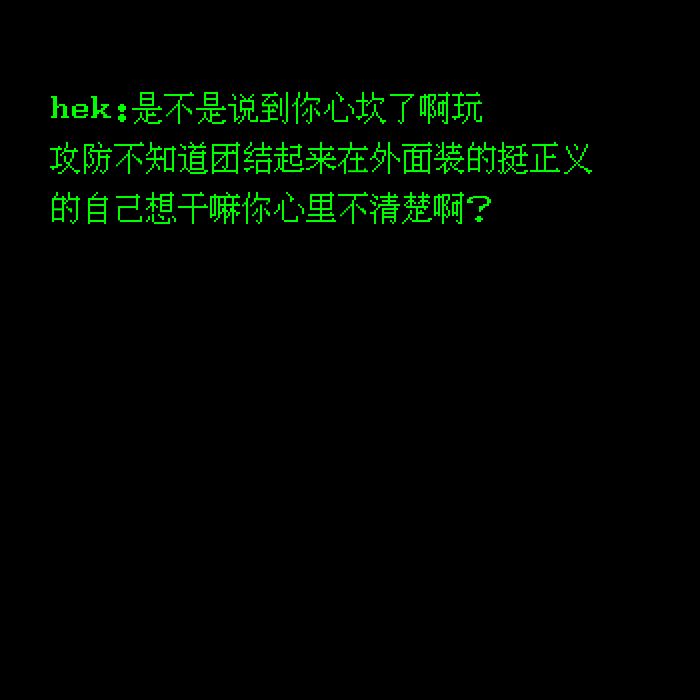 hek:是不是说到你心坎了啊玩
攻防不知道团结起来在外面装的挺正义
的自己想干嘛你心里不清楚啊?